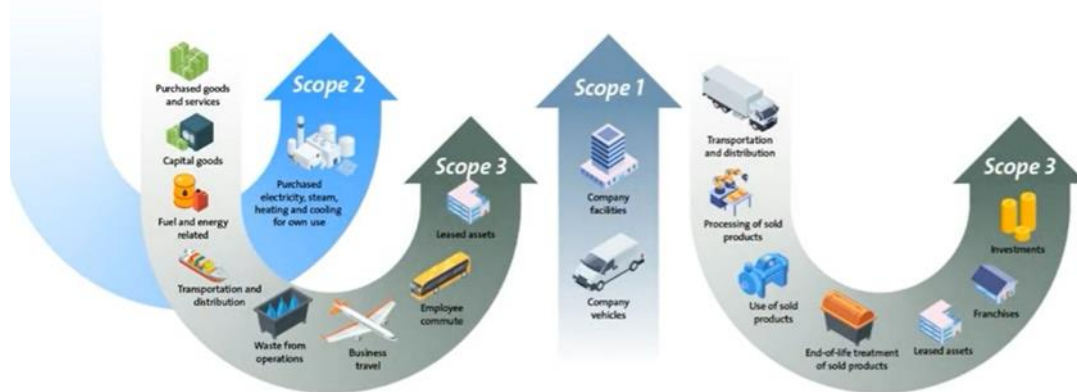 Purchased goods
and services
Capital goods
Fuel and energy
related
Transportation and
distribution
Waste from
operations
Business
travel
Employee
commute
Leased assets
Scope 3
Scope 2
Purchased
electricity, steam,
heating and cooling
for own use
Scope 1
Company
facilities
Company
vehicles
Transportation
and distribution
Processing of sold
products
Use of sold
products
End-of-life treatment
of sold products
Leased assets
Franchises
Investments
Scope 3